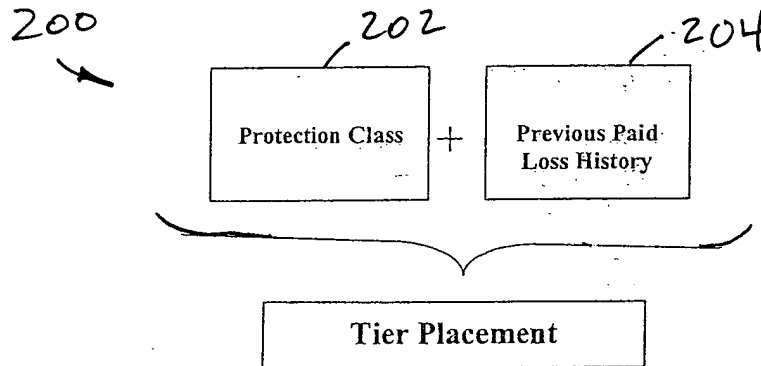 200
202
204
Protection Class
+
Previous Paid
Loss History
Tier Placement